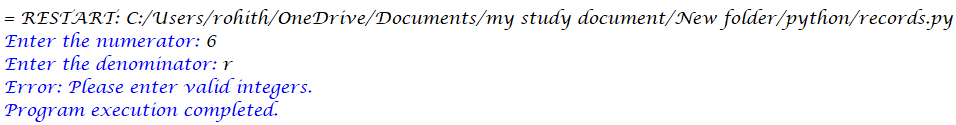 = RESTART: C:/Users/rohith/OneDrive/Documents/my study document/New folder/python/records.py
Enter the numerator: 6
Enter the denominator: r
Error: Please enter valid integers.
Program execution completed.